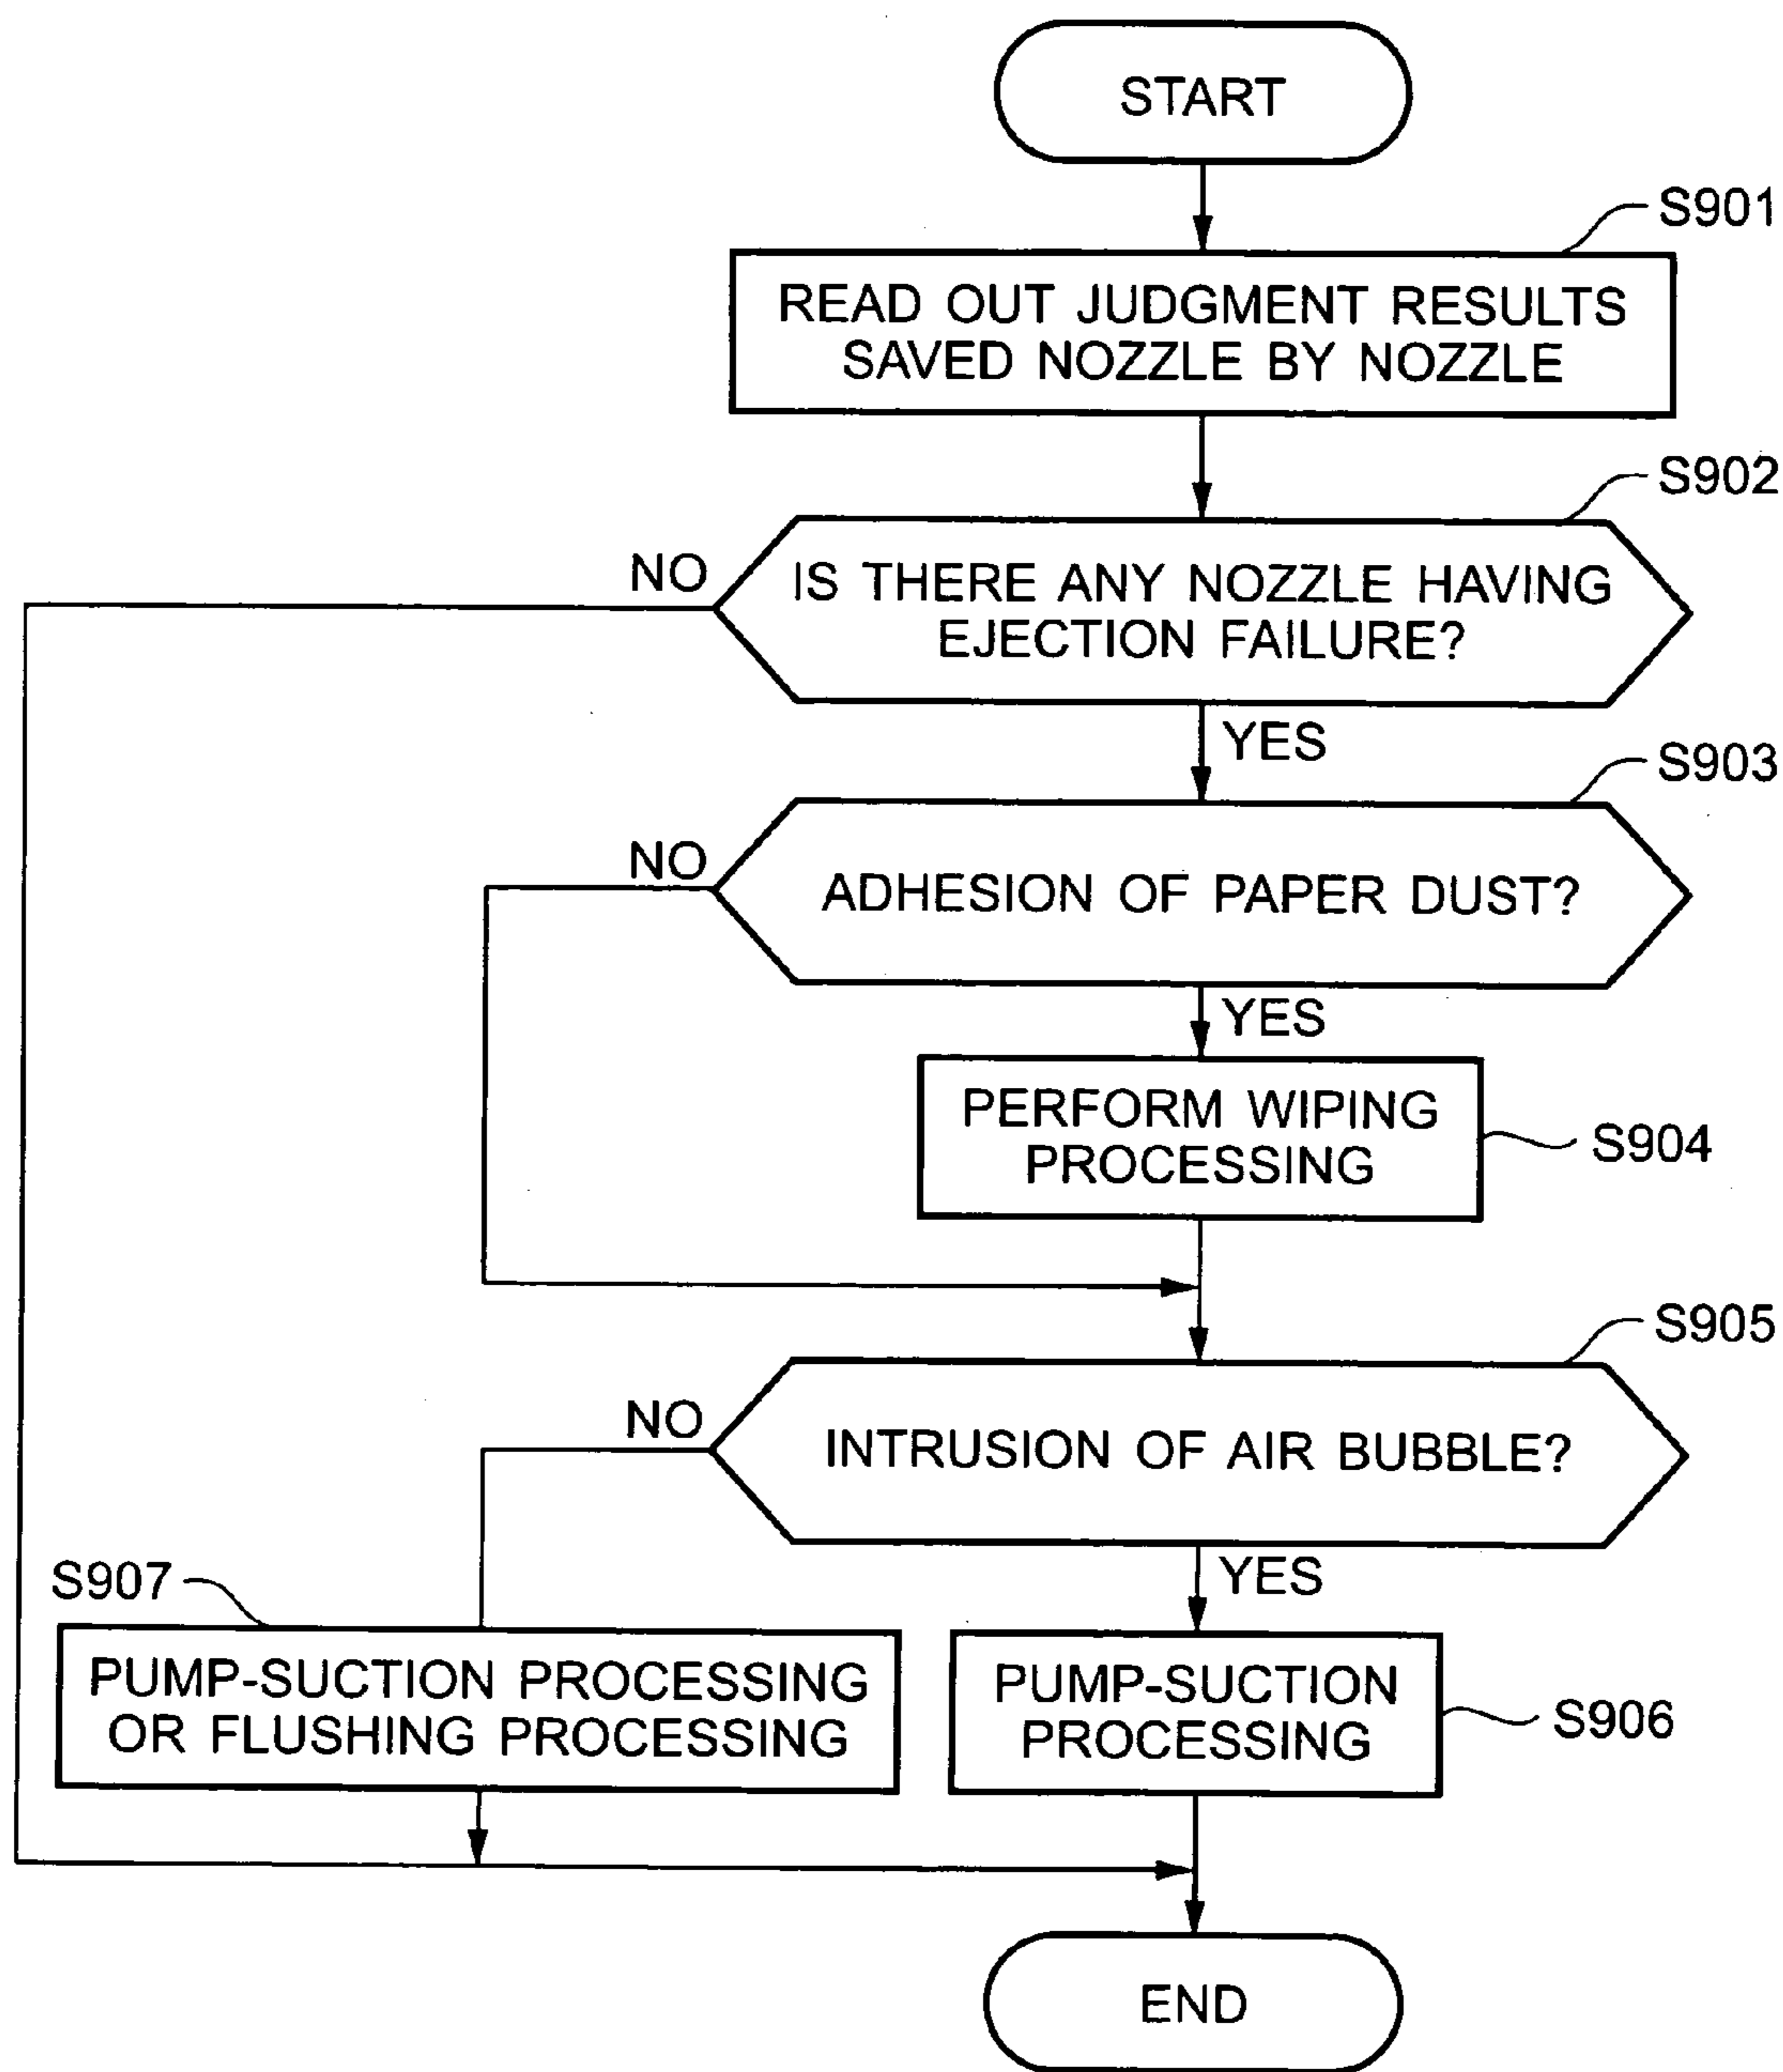 START
S901
READ OUT JUDGMENT RESULTS
SAVED NOZZLE BY NOZZLE
S902
NO
IS THERE ANY NOZZLE HAVING
EJECTION FAILURE?
YES
S903
NO
ADHESION OF PAPER DUST?
YES
PERFORM WIPING
PROCESSING
S904
S905
NO
INTRUSION OF AIR BUBBLE?
YES
S907
PUMP-SUCTION PROCESSING
OR FLUSHING PROCESSING
PUMP-SUCTION
PROCESSING
S906
END